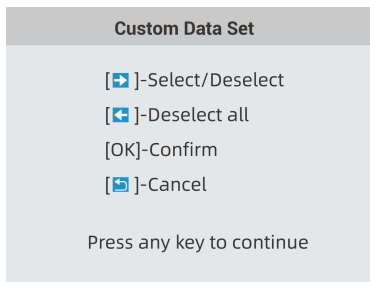 Custom Data Set
[➡]-Select/Deselect
[⬅]-Deselect all
[OK]-Confirm
[⮌]-Cancel
Press any key to continue